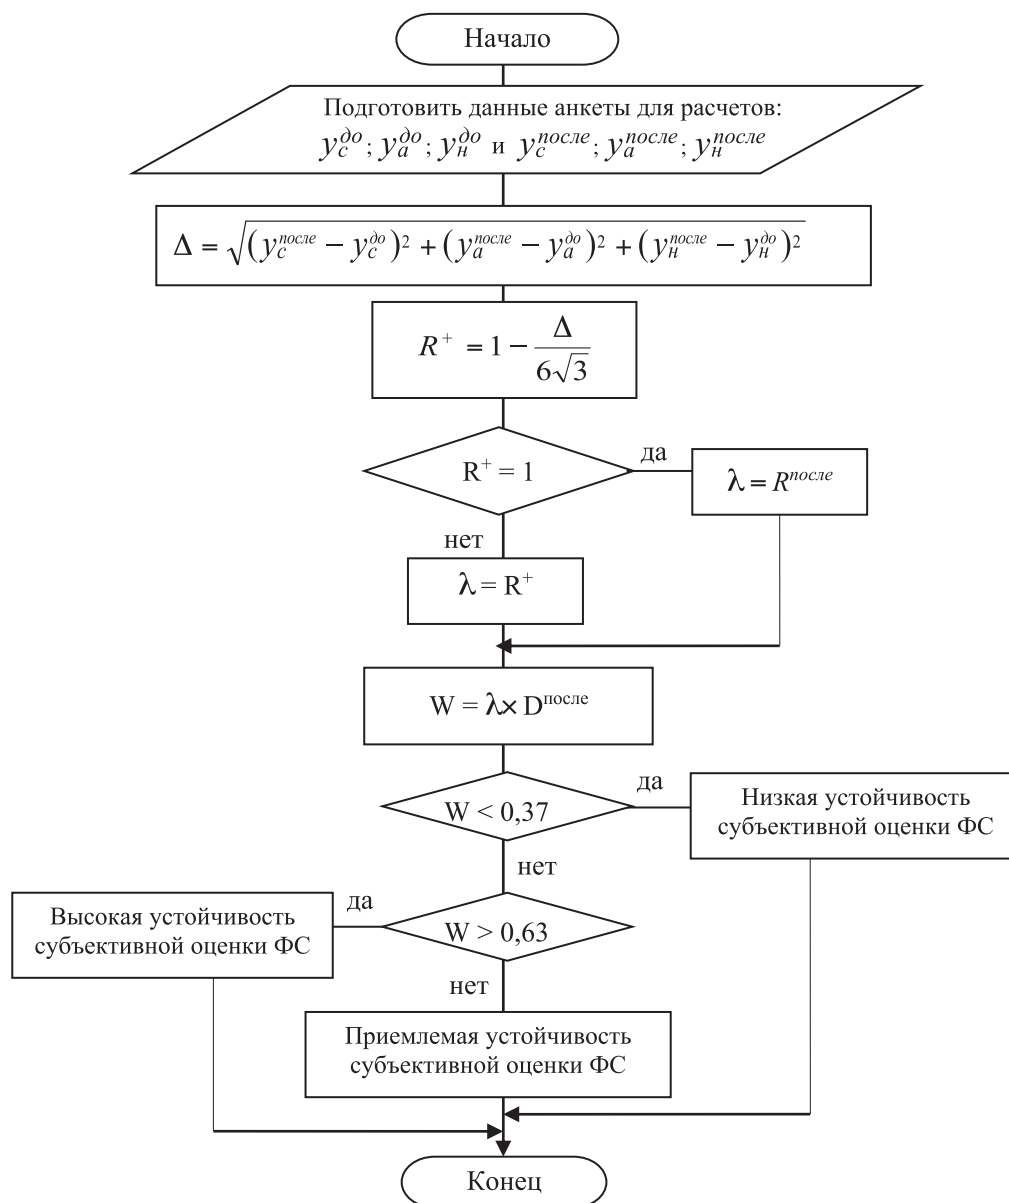 Начало
Подготовить данные анкеты для расчетов:
y_c^{до}; y_a^{до}; y_н^{до} и y_c^{после}; y_a^{после}; y_н^{после}
Δ = √((y_c^{после} − y_c^{до})² + (y_a^{после} − y_a^{до})² + (y_н^{после} − y_н^{до})²)
R⁺ = 1 − Δ/(6√3)
R⁺ = 1
да
λ = R^{после}
нет
λ = R⁺
W = λ× D^{после}
W < 0,37
да
Низкая устойчивость
субъективной оценки ФС
нет
W > 0,63
да
Высокая устойчивость
субъективной оценки ФС
нет
Приемлемая устойчивость
субъективной оценки ФС
Конец